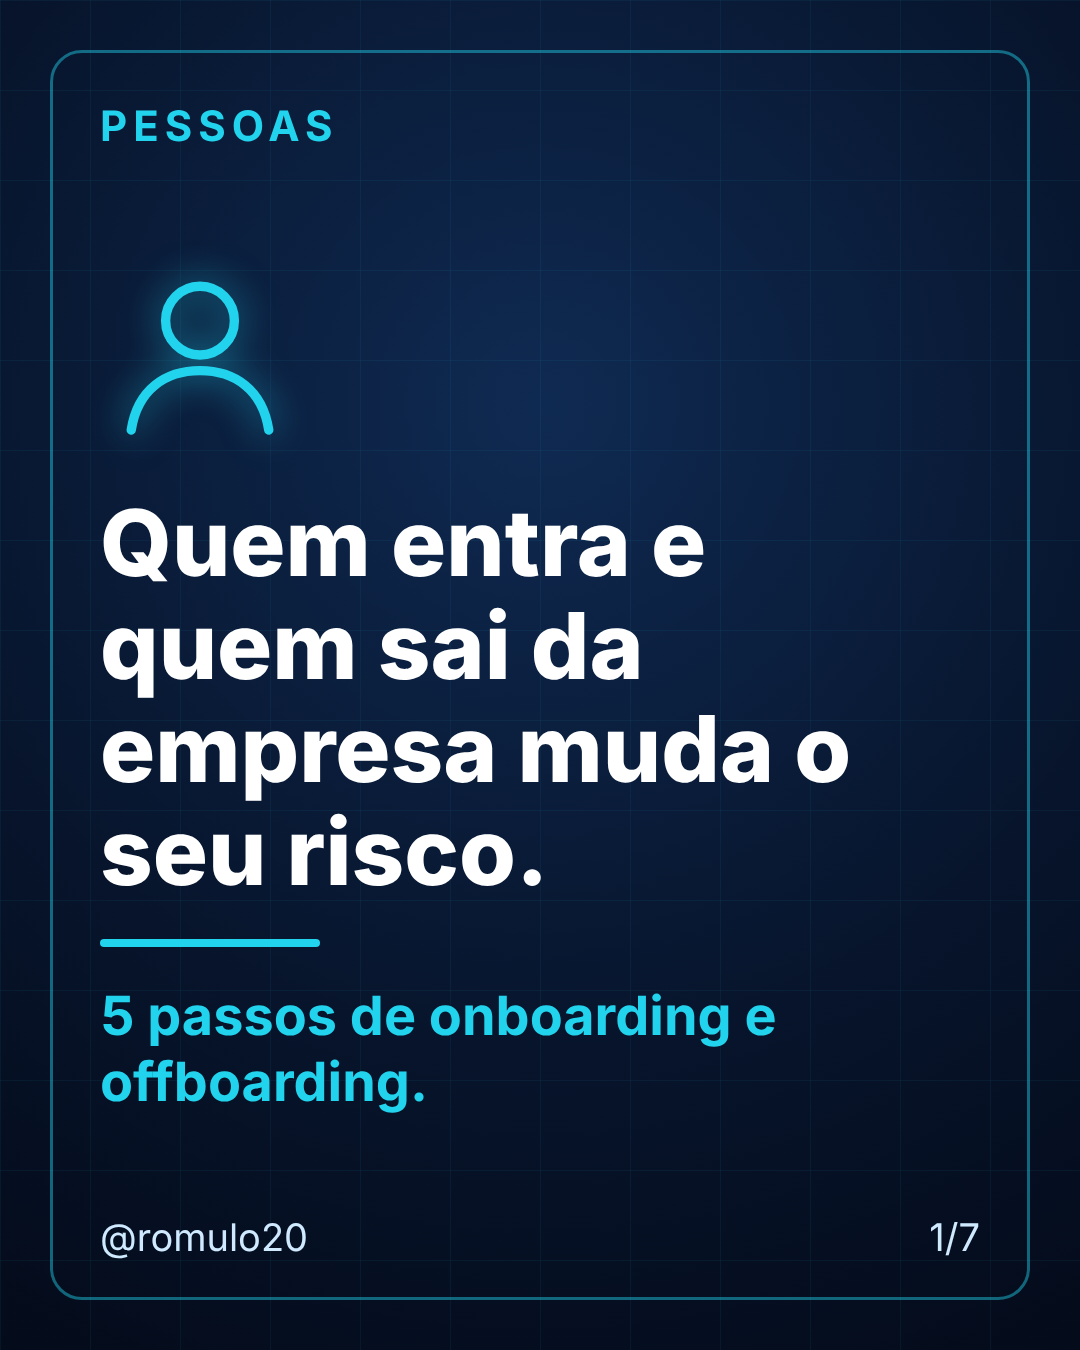 PESSOAS
Quem entra e
quem sai da
empresa muda o
seu risco.
5 passos de onboarding e
offboarding.
@romulo20
1/7